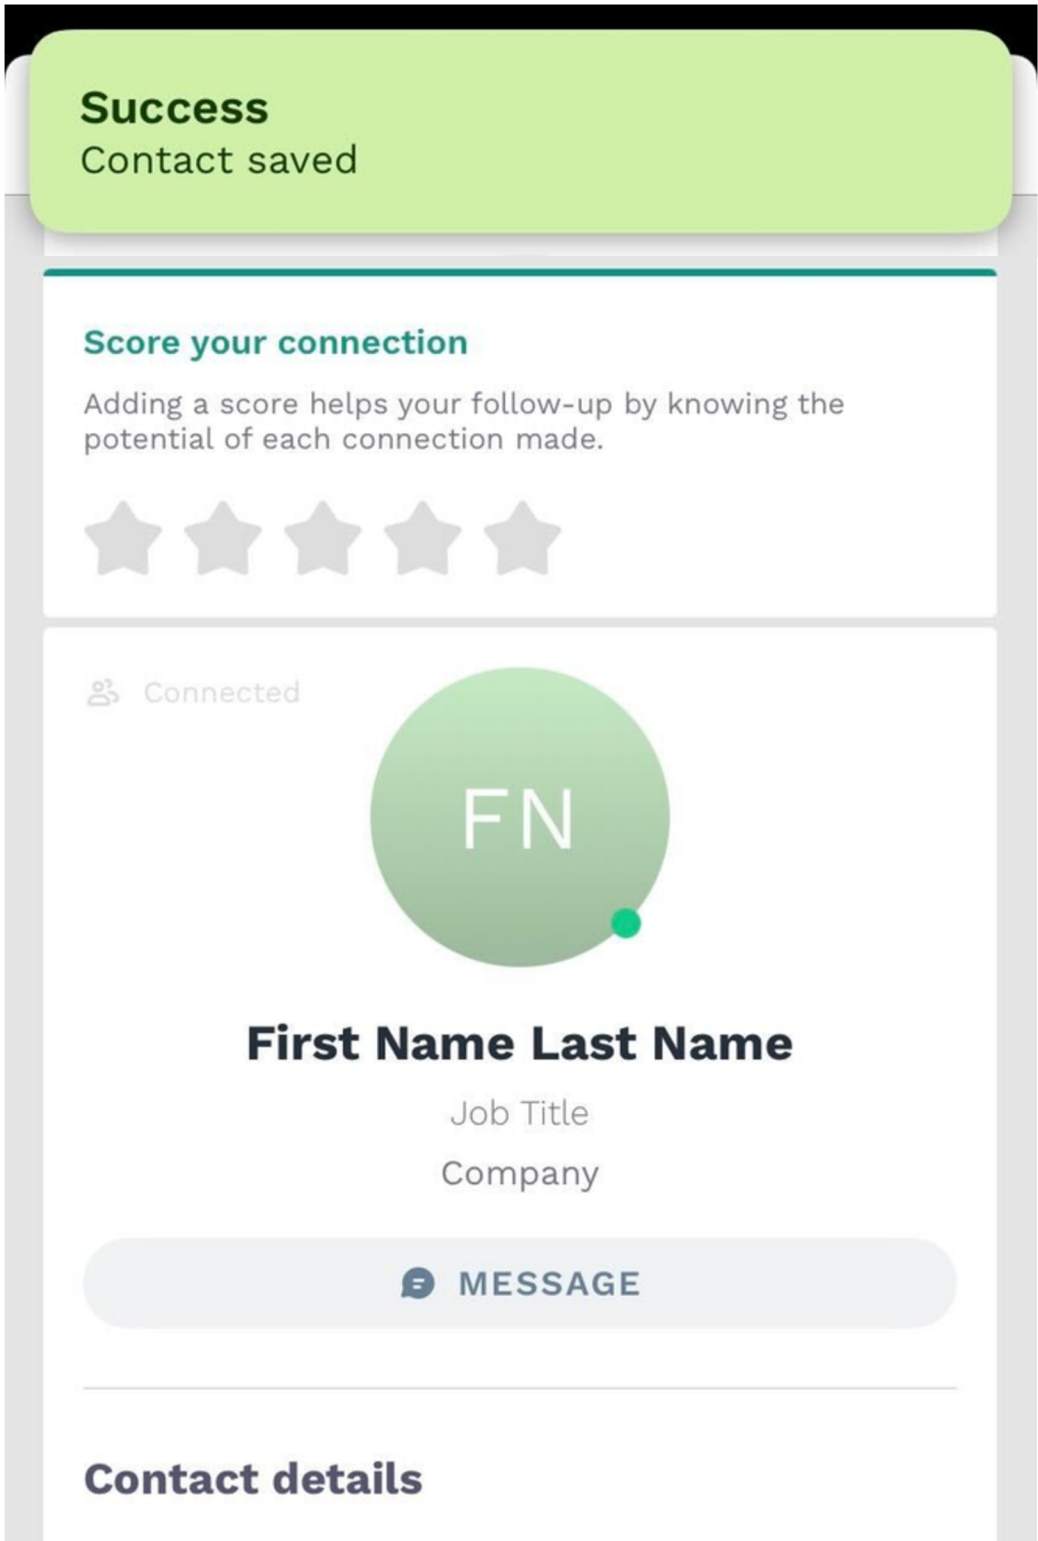 Success
Contact saved
Score your connection
Adding a score helps your follow-up by knowing the
potential of each connection made.
Connected
FN
First Name Last Name
Job Title
Company
MESSAGE
Contact details